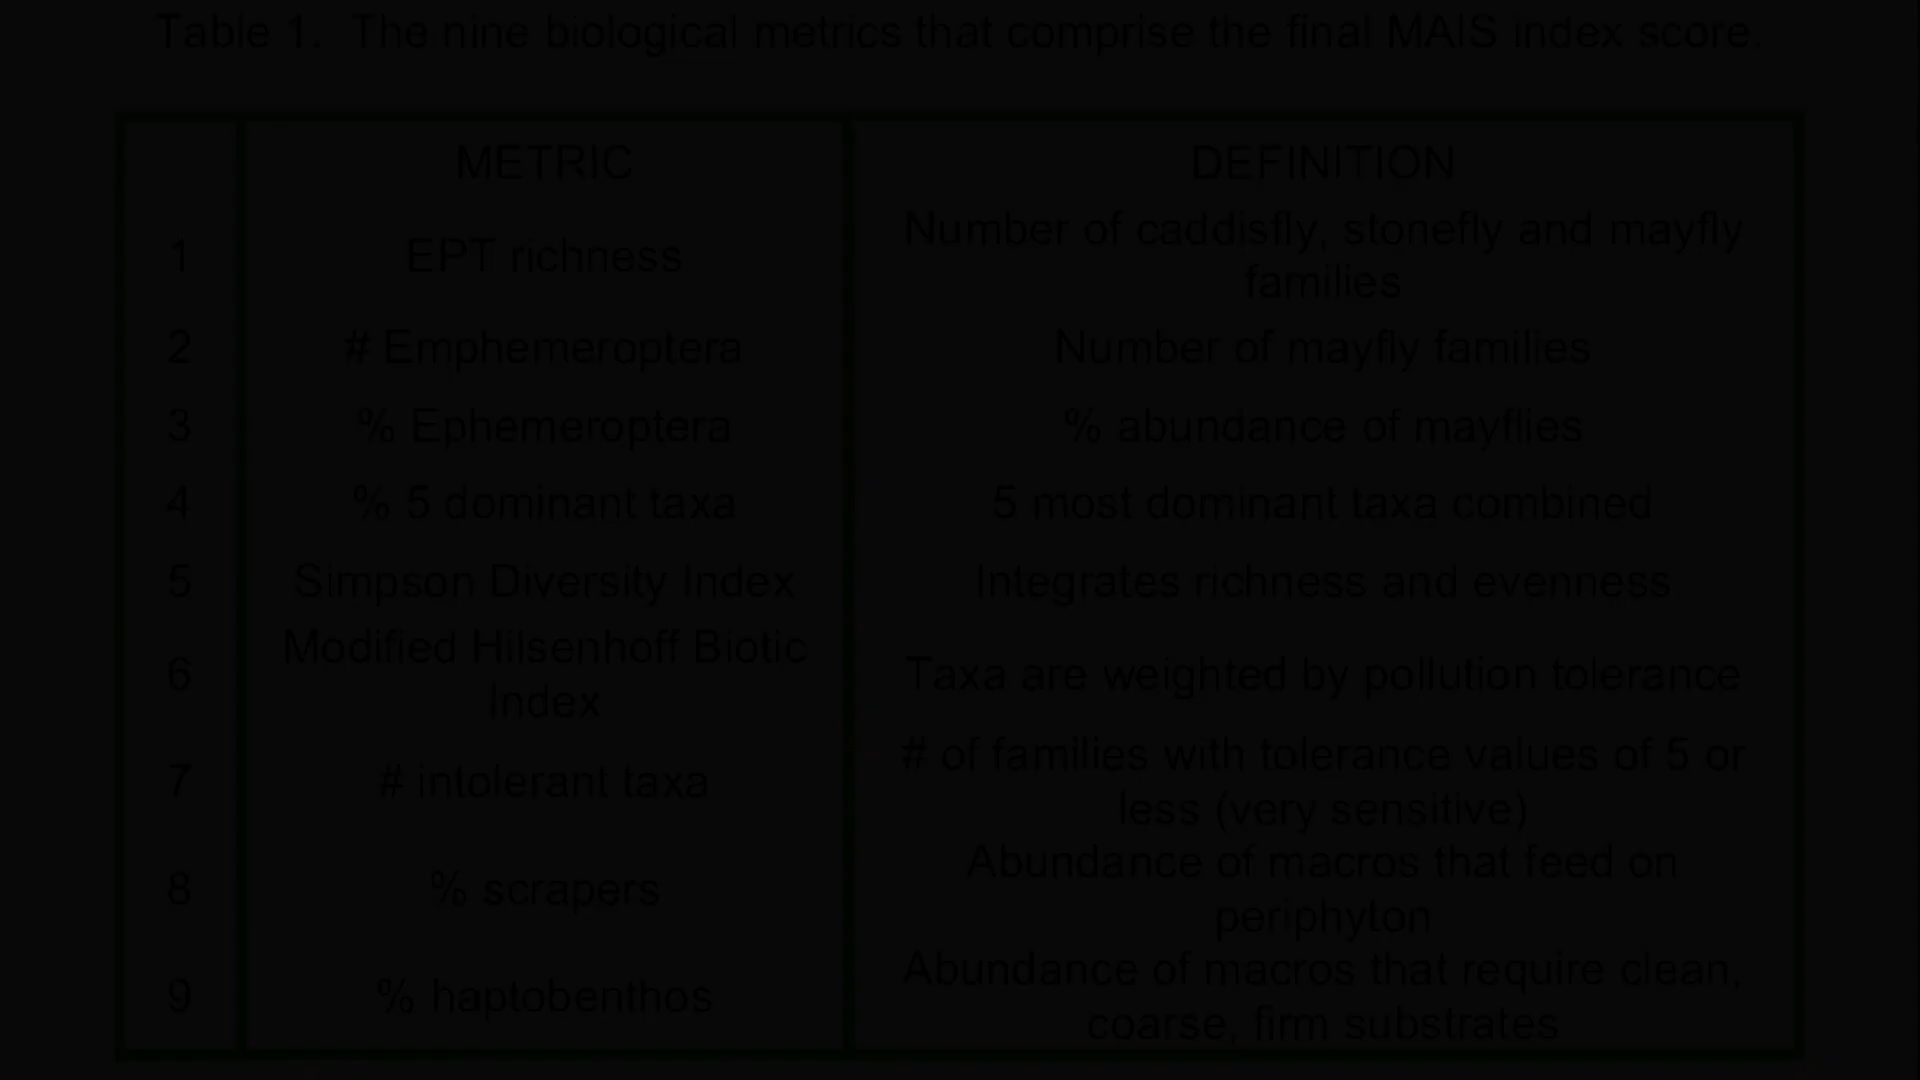 Table 1. The nine biological metrics that comprise the final MAIS index score.
METRIC DEFINITION
1 EPT richness Number of caddisfly, stonefly and mayfly
families
2 # Emphemeroptera Number of mayfly families
3 % Ephemeroptera % abundance of mayflies
4 % 5 dominant taxa 5 most dominant taxa combined
5 Simpson Diversity Index Integrates richness and evenness
6 Modified Hilsenhoff Biotic
Index Taxa are weighted by pollution tolerance
7 # intolerant taxa # of families with tolerance values of 5 or
less (very sensitive)
8 % scrapers Abundance of macros that feed on
periphyton
9 % haptobenthos Abundance of macros that require clean,
coarse, firm substrates